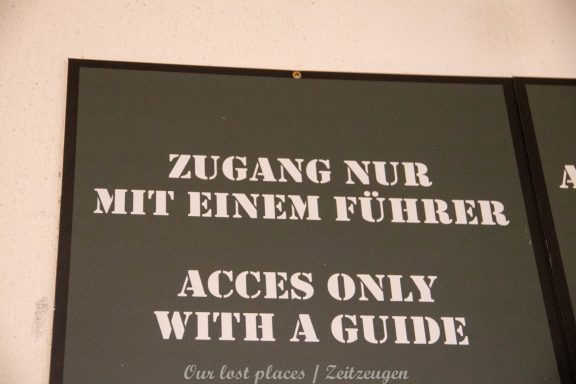 ZUGANG NUR
MIT EINEM FÜHRER
ACCES ONLY
WITH A GUIDE
A
Our lost places / Zeitzeugen